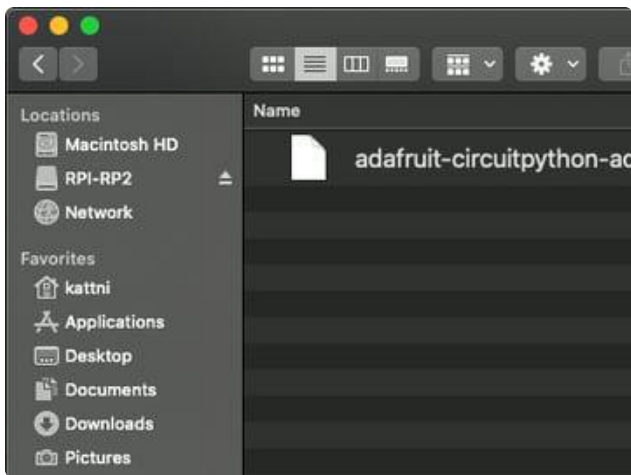 Locations
Macintosh HD
RPI-RP2
Network
Favorites
kattni
Applications
Desktop
Documents
Downloads
Pictures
Name
adafruit-circuitpython-ad